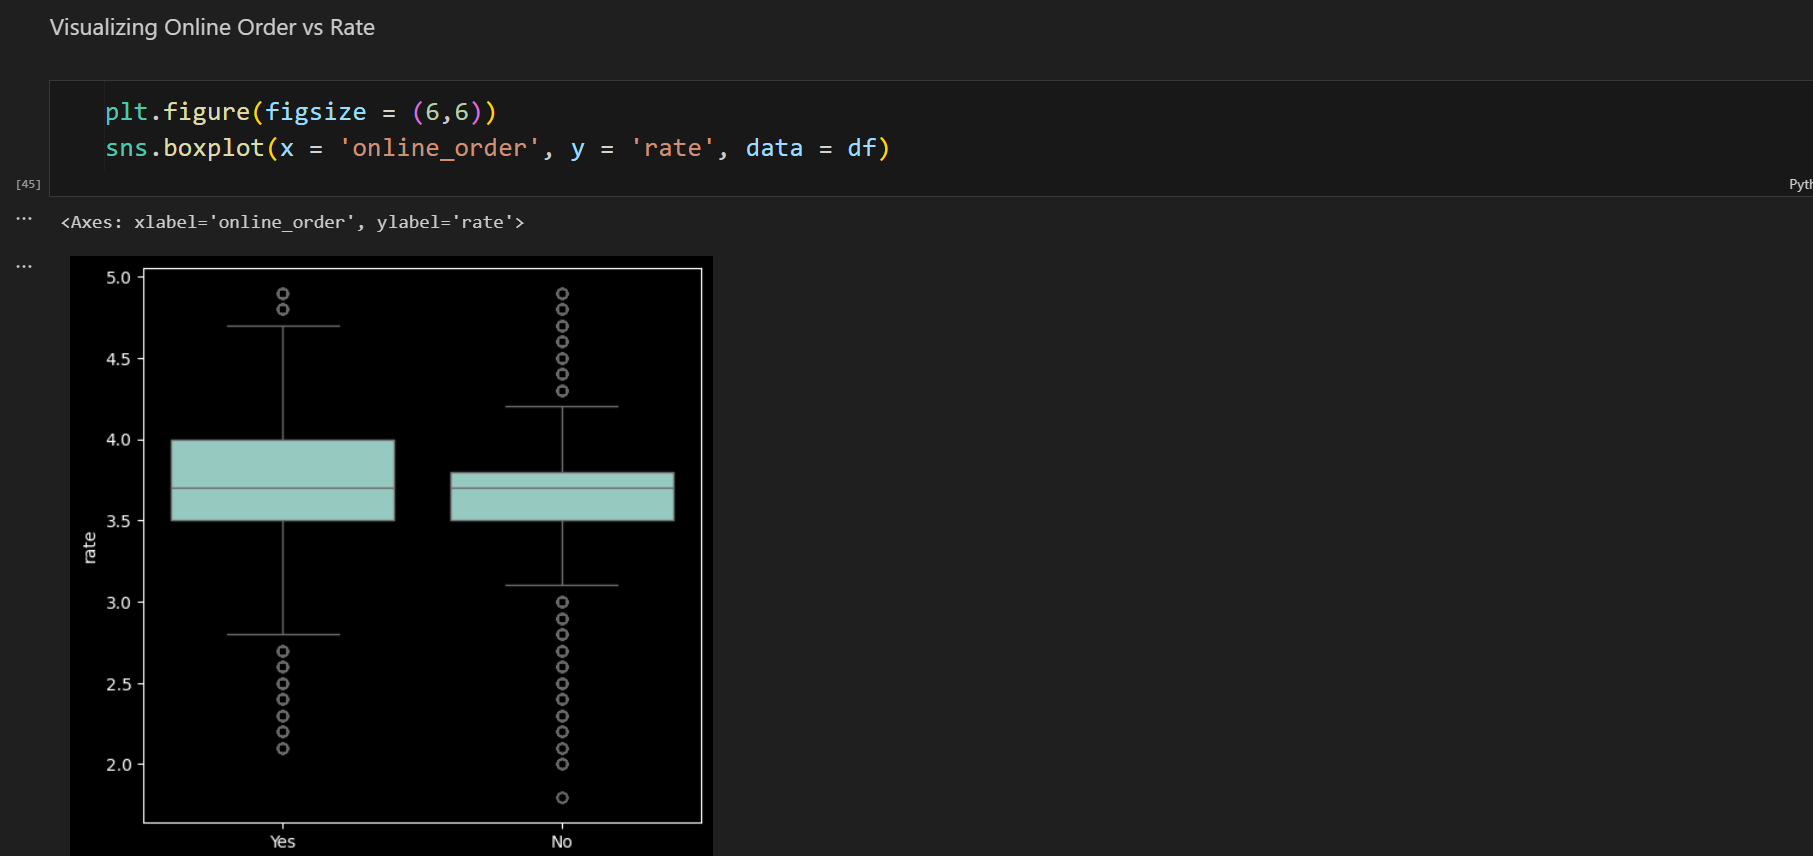 Visualizing Online Order vs Rate
plt.figure(figsize = (6,6))
sns.boxplot(x = 'online_order', y = 'rate', data = df)
[45]
Pyth
...
<Axes: xlabel='online_order', ylabel='rate'>
...
5.0
4.5
4.0
3.5
rate
3.0
2.5
2.0
Yes No